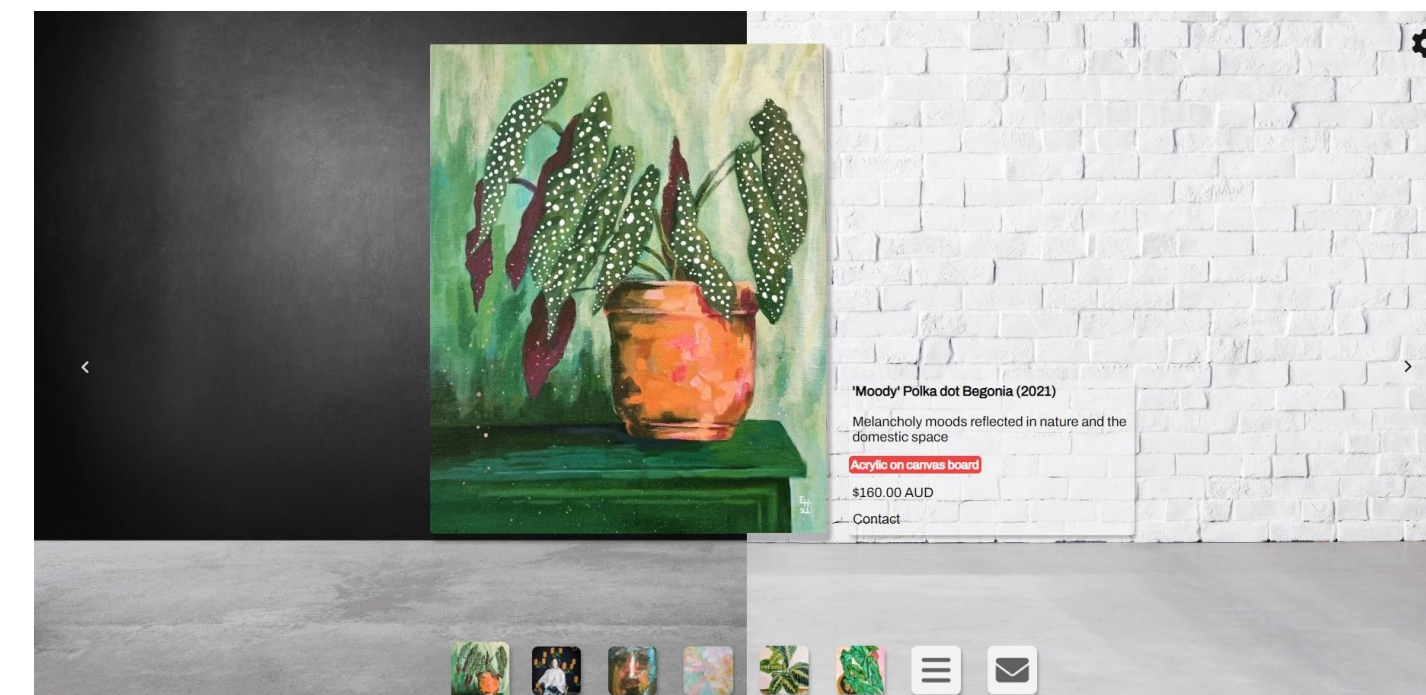 'Moody' Polka dot Begonia (2021)
Melancholy moods reflected in nature and the
domestic space
Acrylic on canvas board
$160.00 AUD
Contact